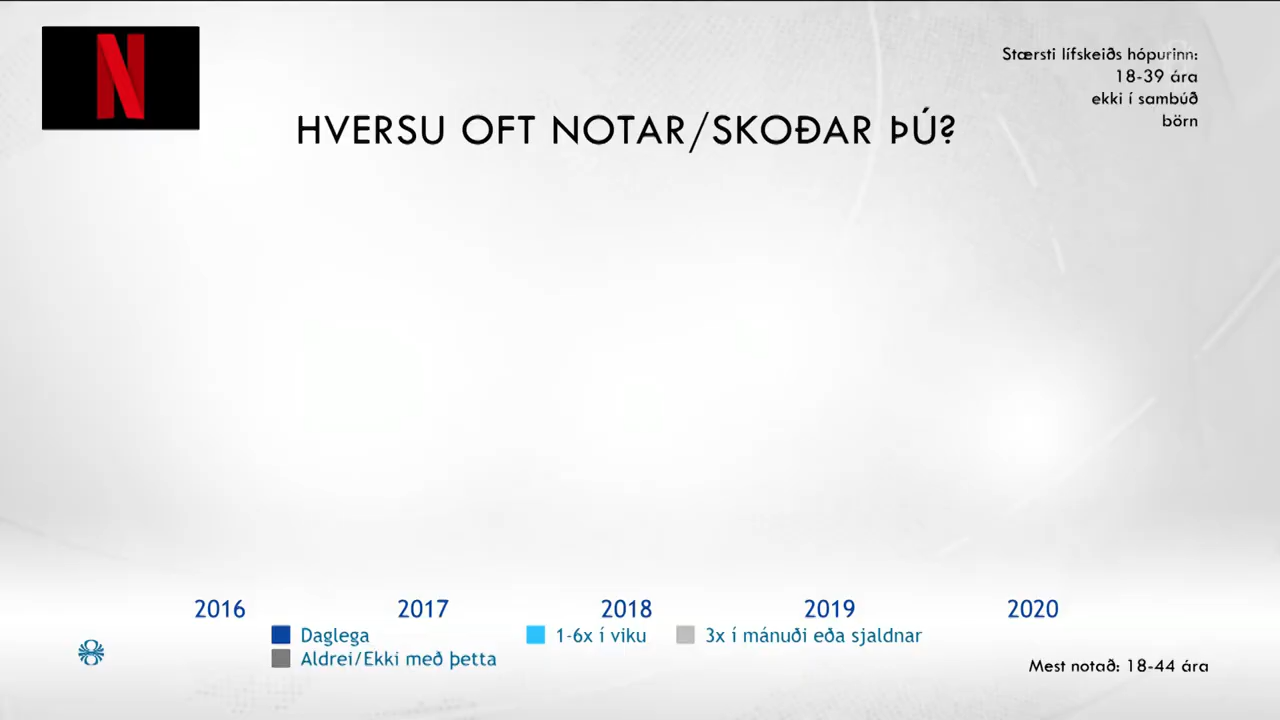 N
Stærsti lífskeiðs hópurinn:
18-39 ára
ekki í sambúð
börn
HVERSU OFT NOTAR/SKOÐAR ÞÚ?
2016 2017 2018 2019 2020
Daglega 1-6x í viku 3x í mánuði eða sjaldnar
Aldrei/Ekki með þetta
Mest notað: 18-44 ára